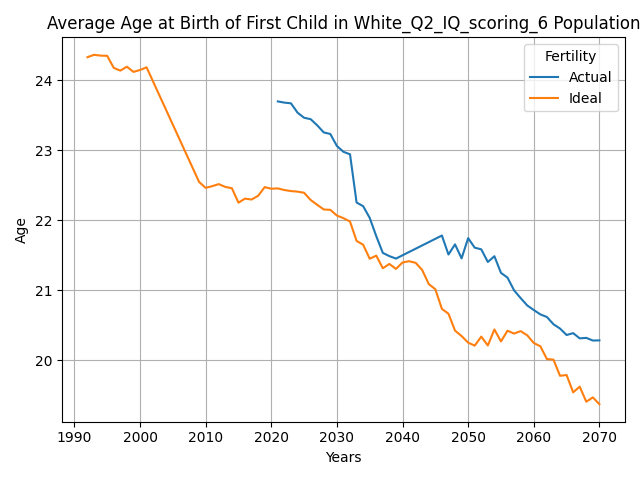 Average Age at Birth of First Child in White_Q2_IQ_scoring_6 Population
Fertility
Actual
Ideal
Age
24
23
22
21
20
1990 2000 2010 2020 2030 2040 2050 2060 2070
Years